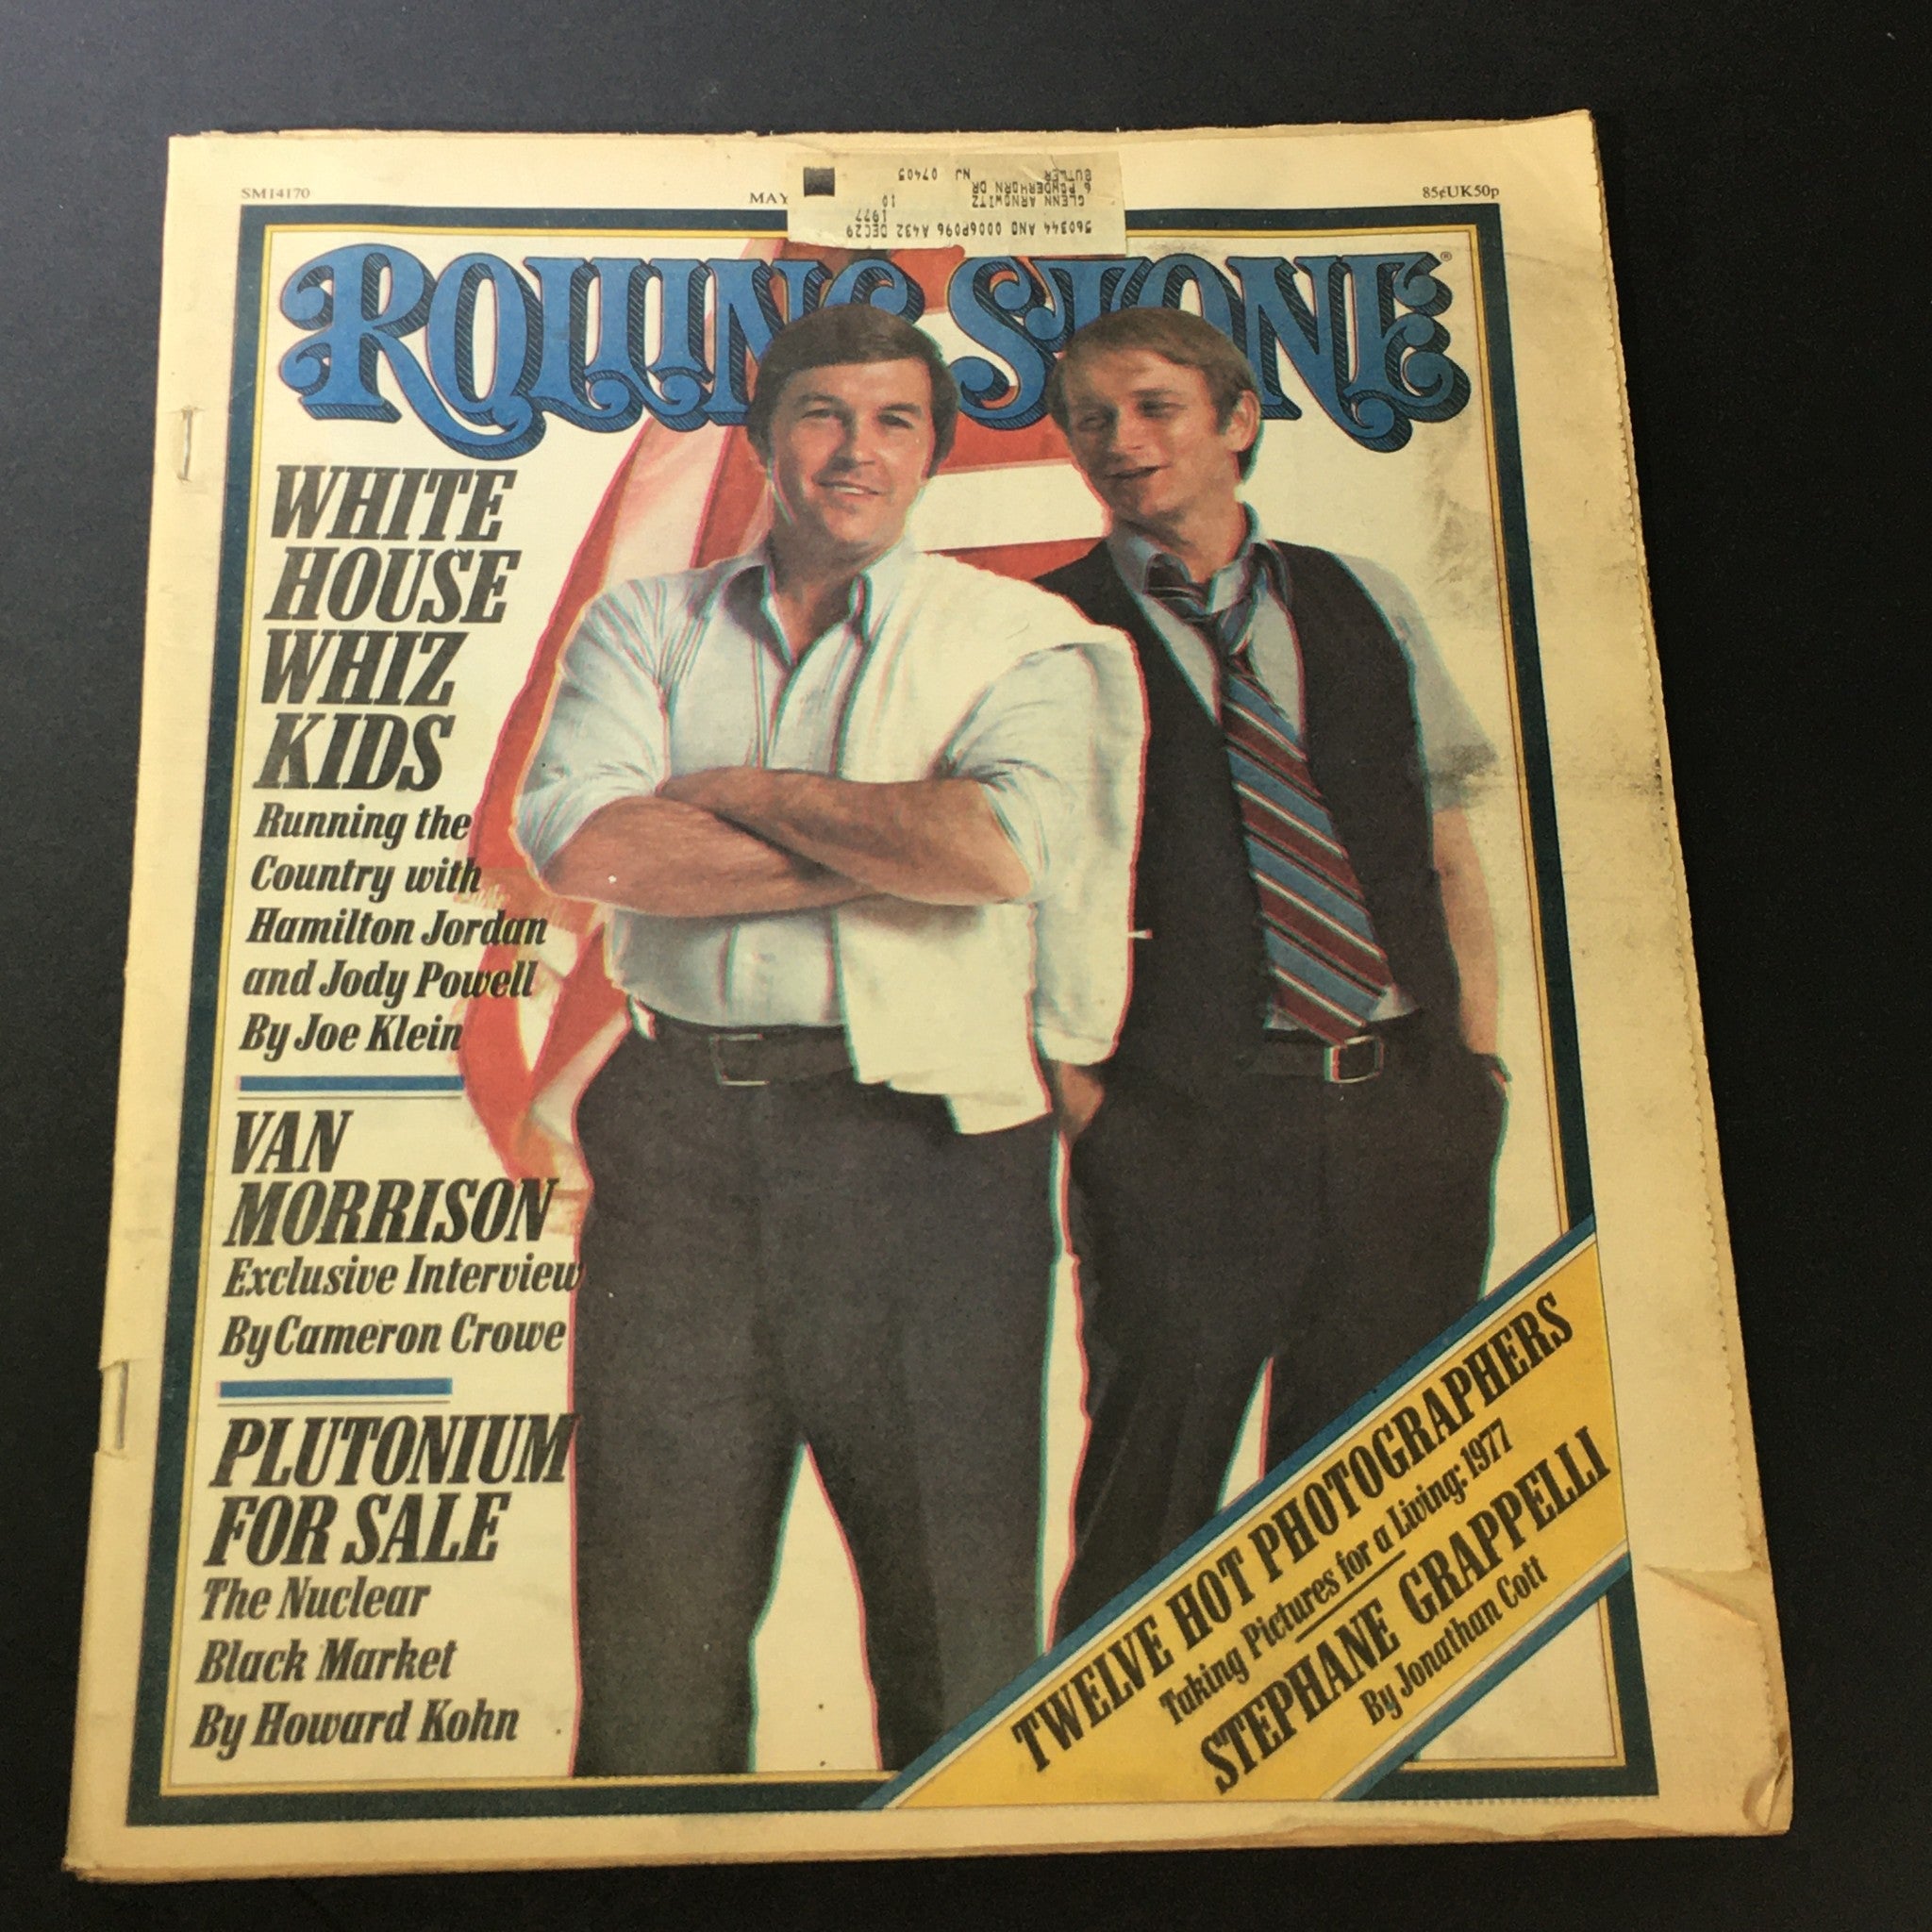 SM14170
MAY
85¢UK50p
560344 AND 0006P096 A432 DEC29
1977
GLENN ARNOWITZ 10
6 POWDERHORN DR
BUTLER NJ 07405
ROLLING STONE®
WHITE
HOUSE
WHIZ
KIDS
Running the
Country with
Hamilton Jordan
and Jody Powell
By Joe Klein
VAN
MORRISON
Exclusive Interview
By Cameron Crowe
PLUTONIUM
FOR SALE
The Nuclear
Black Market
By Howard Kohn
TWELVE HOT PHOTOGRAPHERS
Taking Pictures for a Living: 1977
STEPHANE GRAPPELLI
By Jonathan Cott